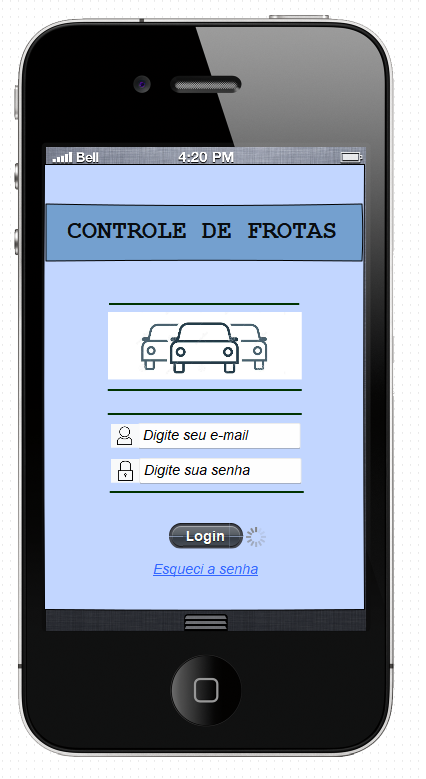 Bell 4:20 PM
CONTROLE DE FROTAS
Digite seu e-mail
Digite sua senha
Login
Esqueci a senha